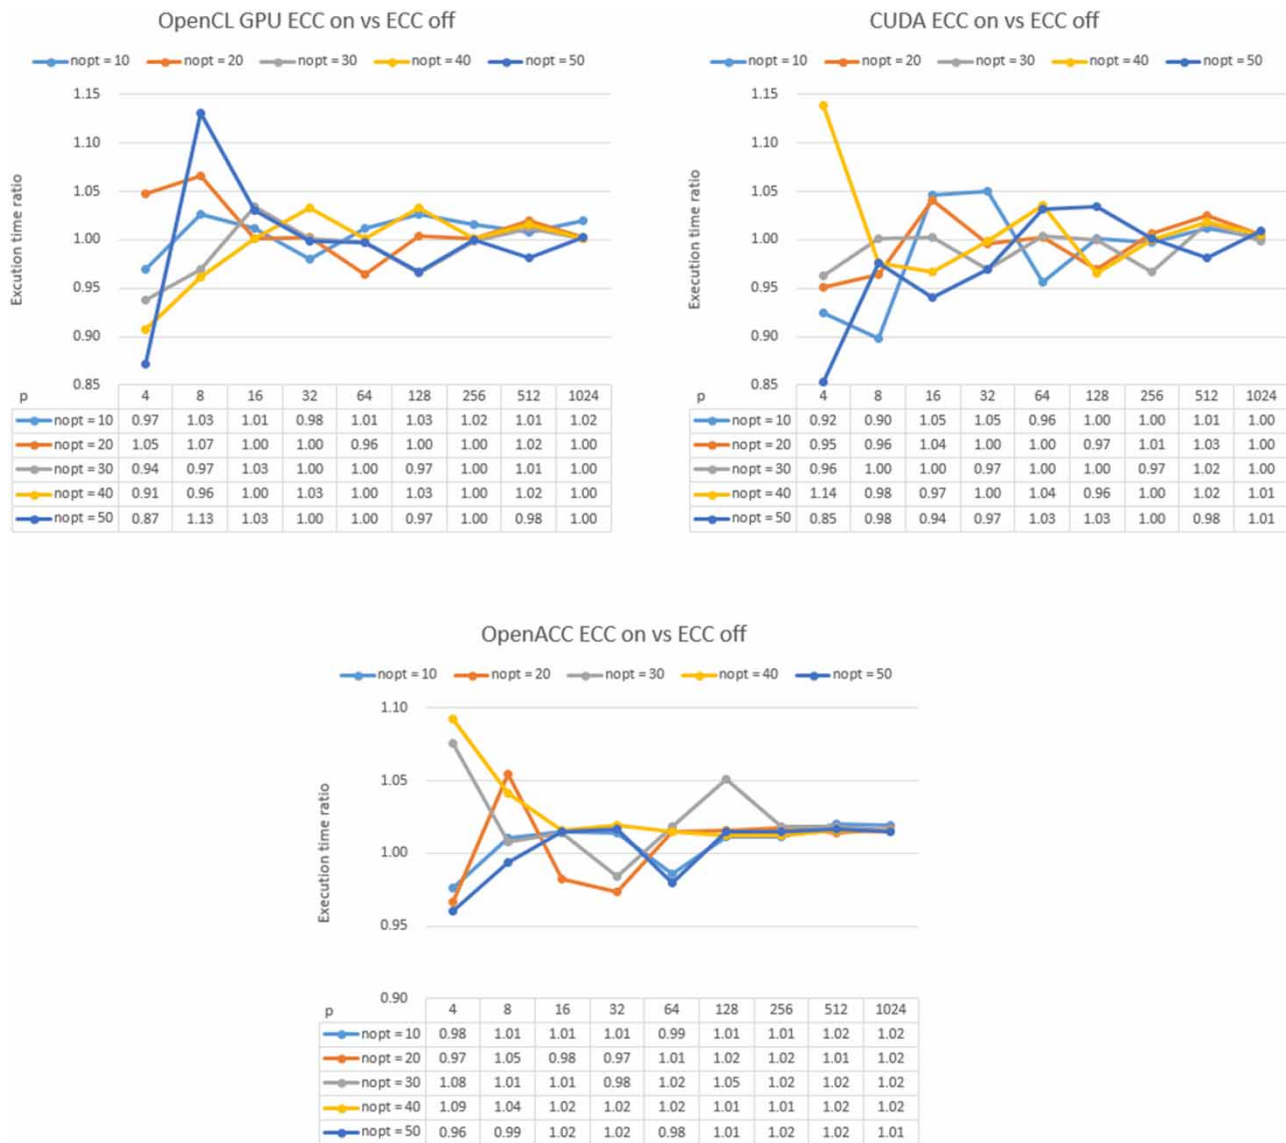 OpenCL GPU ECC on vs ECC off
nopt = 10 nopt = 20 nopt = 30 nopt = 40 nopt = 50
1.15
1.10
1.05
1.00
0.95
0.90
0.85
Excution time ratio
p 4 8 16 32 64 128 256 512 1024
nopt = 10 0.97 1.03 1.01 0.98 1.01 1.03 1.02 1.01 1.02
nopt = 20 1.05 1.07 1.00 1.00 0.96 1.00 1.00 1.02 1.00
nopt = 30 0.94 0.97 1.03 1.00 1.00 0.97 1.00 1.01 1.00
nopt = 40 0.91 0.96 1.00 1.03 1.00 1.03 1.00 1.02 1.00
nopt = 50 0.87 1.13 1.03 1.00 1.00 0.97 1.00 0.98 1.00
CUDA ECC on vs ECC off
nopt = 10 nopt = 20 nopt = 30 nopt = 40 nopt = 50
1.15
1.10
1.05
1.00
0.95
0.90
0.85
Execution time ratio
p 4 8 16 32 64 128 256 512 1024
nopt = 10 0.92 0.90 1.05 1.05 0.96 1.00 1.00 1.01 1.00
nopt = 20 0.95 0.96 1.04 1.00 1.00 0.97 1.01 1.03 1.00
nopt = 30 0.96 1.00 1.00 0.97 1.00 1.00 0.97 1.02 1.00
nopt = 40 1.14 0.98 0.97 1.00 1.04 0.96 1.00 1.02 1.01
nopt = 50 0.85 0.98 0.94 0.97 1.03 1.03 1.00 0.98 1.01
OpenACC ECC on vs ECC off
nopt = 10 nopt = 20 nopt = 30 nopt = 40 nopt = 50
1.10
1.05
1.00
0.95
0.90
Execution time ratio
p 4 8 16 32 64 128 256 512 1024
nopt = 10 0.98 1.01 1.01 1.01 0.99 1.01 1.01 1.02 1.02
nopt = 20 0.97 1.05 0.98 0.97 1.01 1.02 1.02 1.01 1.02
nopt = 30 1.08 1.01 1.01 0.98 1.02 1.05 1.02 1.02 1.02
nopt = 40 1.09 1.04 1.02 1.02 1.02 1.01 1.01 1.02 1.02
nopt = 50 0.96 0.99 1.02 1.02 0.98 1.01 1.02 1.02 1.01